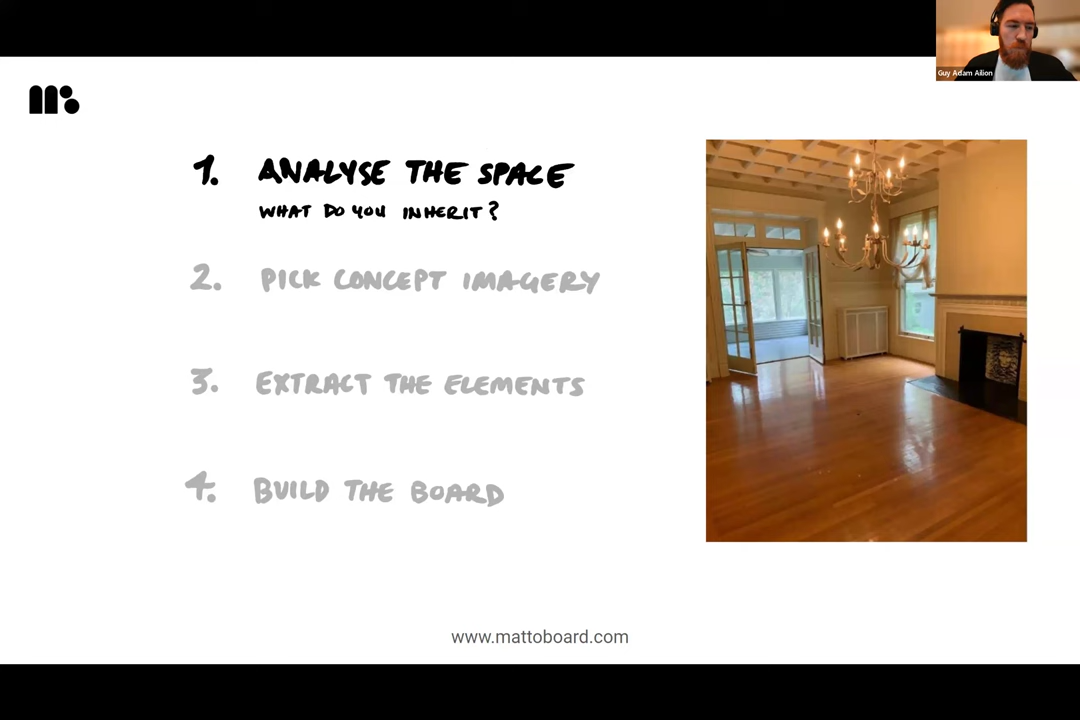 Guy Adam Ailion
1. ANALYSE THE SPACE
WHAT DO YOU INHERIT?
2. PICK CONCEPT IMAGERY
3. EXTRACT THE ELEMENTS
4. BUILD THE BOARD
www.mattoboard.com